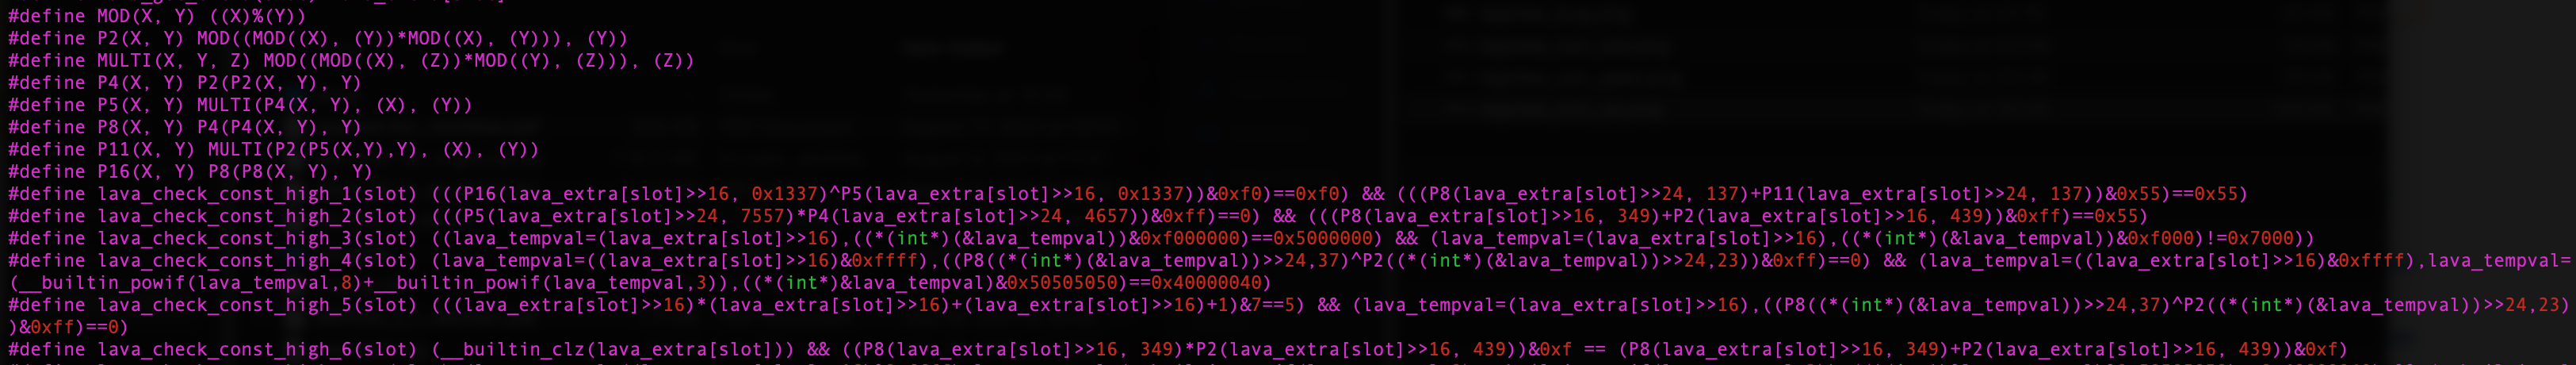 #define MOD(X, Y) ((X)%(Y))
#define P2(X, Y) MOD((MOD((X), (Y))*MOD((X), (Y))), (Y))
#define MULTI(X, Y, Z) MOD((MOD((X), (Z))*MOD((Y), (Z))), (Z))
#define P4(X, Y) P2(P2(X, Y), Y)
#define P5(X, Y) MULTI(P4(X, Y), (X), (Y))
#define P8(X, Y) P4(P4(X, Y), Y)
#define P11(X, Y) MULTI(P2(P5(X,Y),Y), (X), (Y))
#define P16(X, Y) P8(P8(X, Y), Y)
#define lava_check_const_high_1(slot) (((P16(lava_extra[slot]>>16, 0x1337)^P5(lava_extra[slot]>>16, 0x1337))&0xf0)==0xf0) && (((P8(lava_extra[slot]>>24, 137)+P11(lava_extra[slot]>>24, 137))&0x55)==0x55)
#define lava_check_const_high_2(slot) (((P5(lava_extra[slot]>>24, 7557)*P4(lava_extra[slot]>>24, 4657))&0xff)==0) && (((P8(lava_extra[slot]>>16, 349)+P2(lava_extra[slot]>>16, 439))&0xff)==0x55)
#define lava_check_const_high_3(slot) ((lava_tempval=(lava_extra[slot]>>16),((*(int*)(&lava_tempval))&0xf000000)==0x5000000) && (lava_tempval=(lava_extra[slot]>>16),((*(int*)(&lava_tempval))&0xf000)!=0x7000))
#define lava_check_const_high_4(slot) (lava_tempval=((lava_extra[slot]>>16)&0xffff),((P8((*(int*)(&lava_tempval))>>24,37)^P2((*(int*)(&lava_tempval))>>24,23))&0xff)==0) && (lava_tempval=((lava_extra[slot]>>16)&0xffff),lava_tempval=
(__builtin_powif(lava_tempval,8)+__builtin_powif(lava_tempval,3)),((*(int*)&lava_tempval)&0x50505050)==0x40000040)
#define lava_check_const_high_5(slot) (((lava_extra[slot]>>16)*(lava_extra[slot]>>16)+(lava_extra[slot]>>16)+1)&7==5) && (lava_tempval=(lava_extra[slot]>>16),((P8((*(int*)(&lava_tempval))>>24,37)^P2((*(int*)(&lava_tempval))>>24,23)
)&0xff)==0)
#define lava_check_const_high_6(slot) (__builtin_clz(lava_extra[slot])) && ((P8(lava_extra[slot]>>16, 349)*P2(lava_extra[slot]>>16, 439))&0xf == (P8(lava_extra[slot]>>16, 349)+P2(lava_extra[slot]>>16, 439))&0xf)